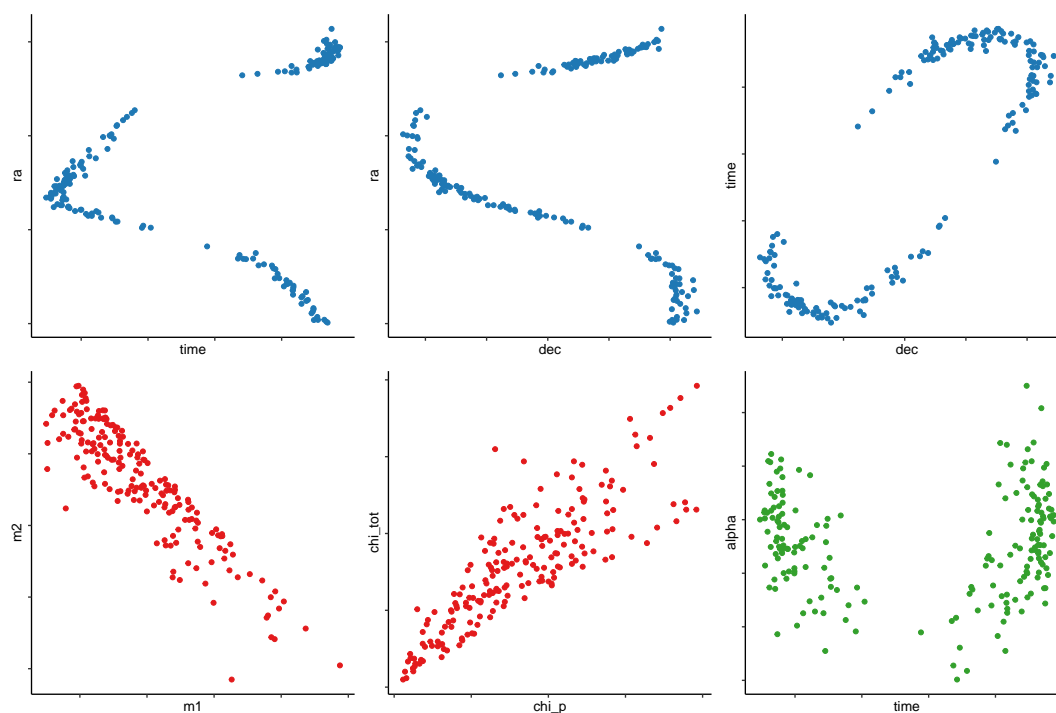 ra
time
ra
dec
time
dec
m2
m1
chi_tot
chi_p
alpha
time